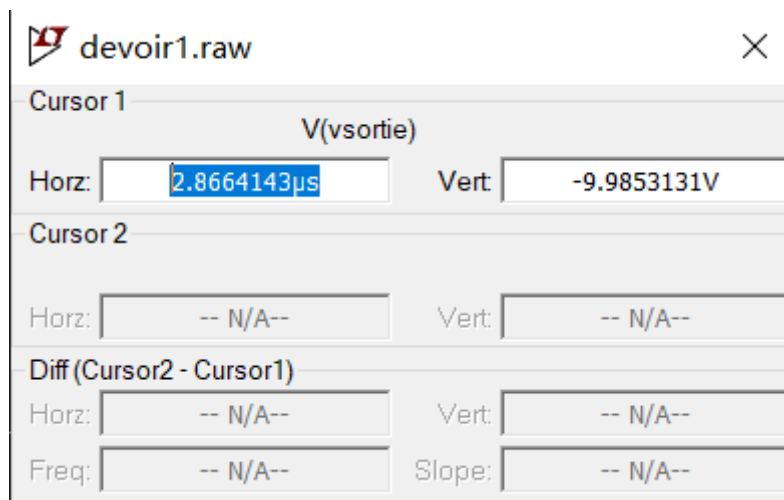 devoir1.raw
Cursor 1
V(vsortie)
Horz: 2.8664143µs Vert: -9.9853131V
Cursor 2
Horz: -- N/A-- Vert: -- N/A--
Diff (Cursor2 - Cursor1)
Horz: -- N/A-- Vert: -- N/A--
Freq: -- N/A-- Slope: -- N/A--